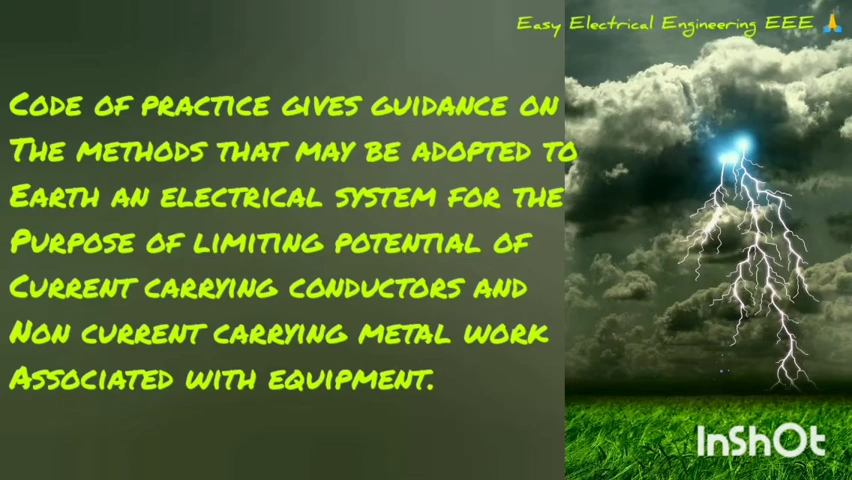 Easy Electrical Engineering EEE 🙏
Code of practice gives guidance on
The methods that may be adopted to
Earth an electrical system for the
Purpose of limiting potential of
Current carrying conductors and
Non current carrying metal work
Associated with equipment.
InShOt